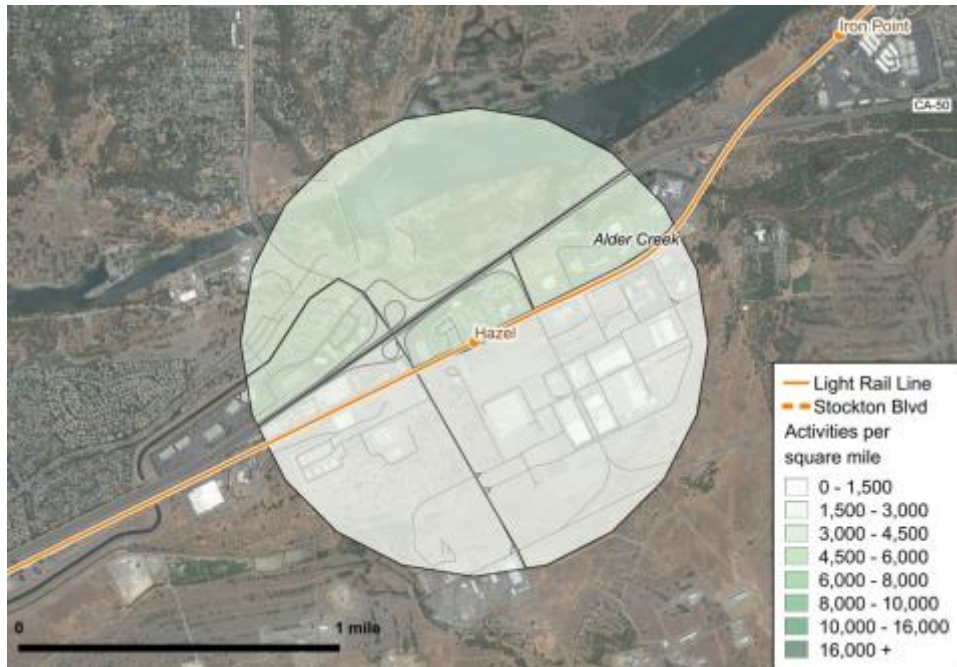 Iron Point
CA-50
Alder Creek
Hazel
Light Rail Line
Stockton Blvd
Activities per
square mile
0 - 1,500
1,500 - 3,000
3,000 - 4,500
4,500 - 6,000
6,000 - 8,000
8,000 - 10,000
10,000 - 16,000
16,000 +
0 1 mile